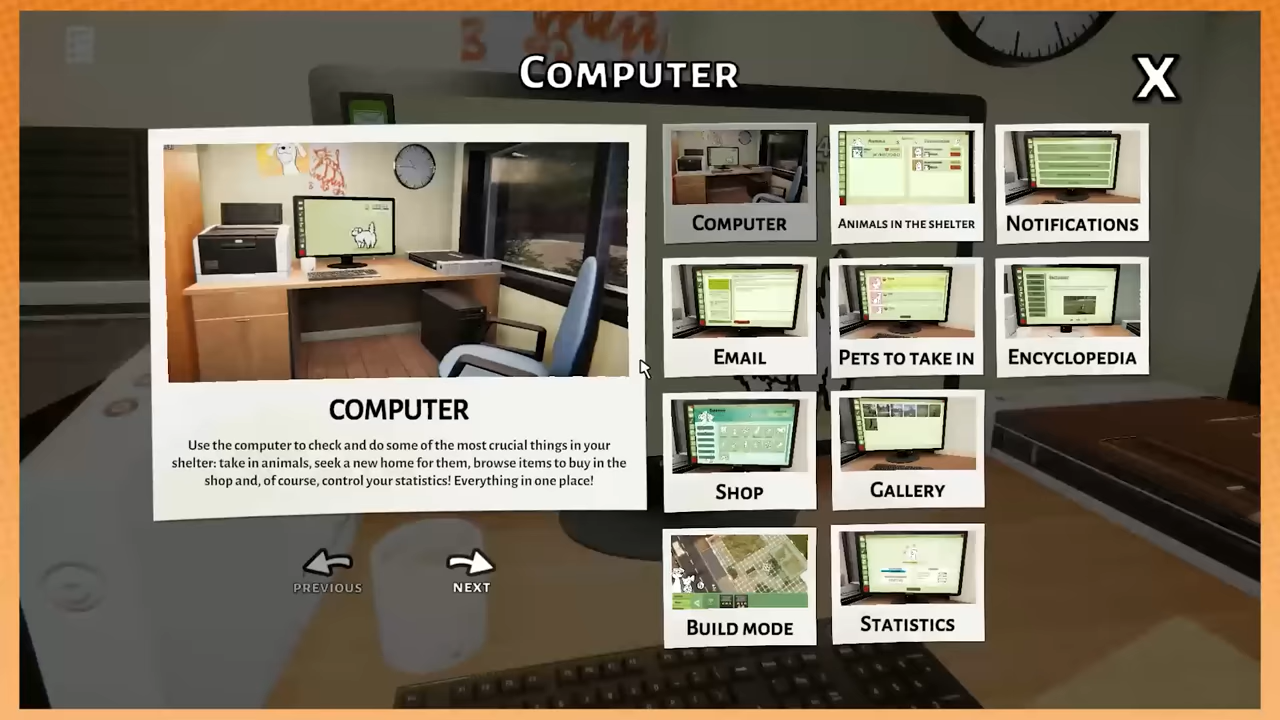 COMPUTER
X
COMPUTER
ANIMALS IN THE SHELTER
NOTIFICATIONS
EMAIL
PETS TO TAKE IN
ENCYCLOPEDIA
SHOP
GALLERY
BUILD MODE
STATISTICS
COMPUTER
Use the computer to check and do some of the most crucial things in your
shelter: take in animals, seek a new home for them, browse items to buy in the
shop and, of course, control your statistics! Everything in one place!
PREVIOUS
NEXT